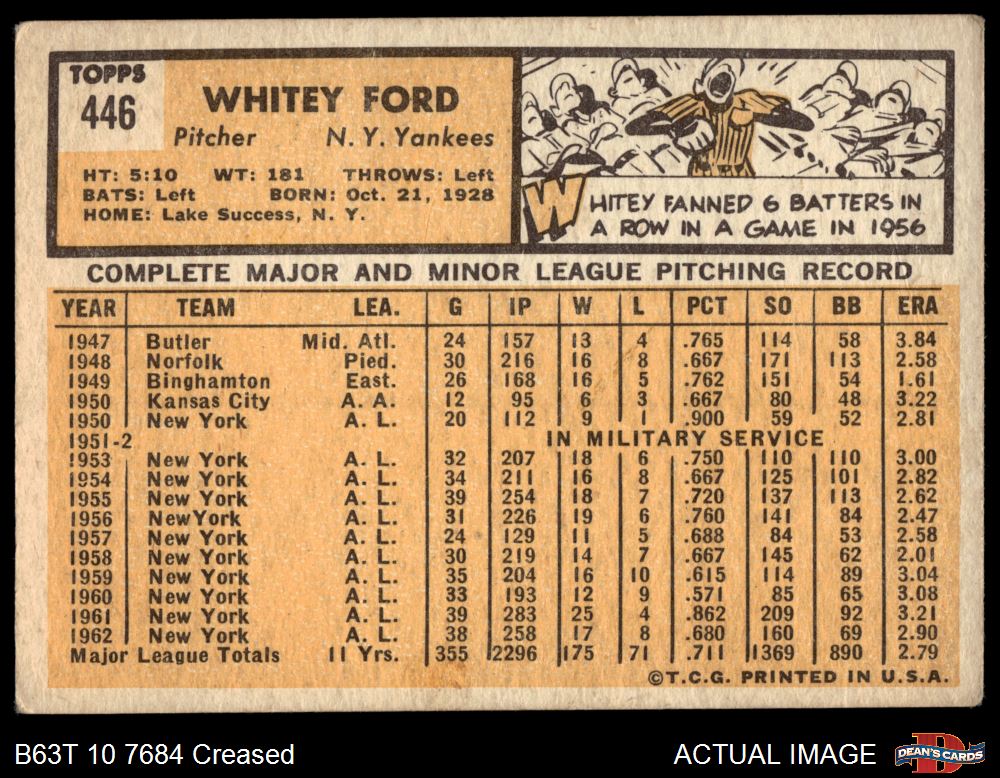 TOPPS
446
WHITEY FORD
Pitcher N. Y. Yankees
HT: 5:10 WT: 181 THROWS: Left
BATS: Left BORN: Oct. 21, 1928
HOME: Lake Success, N. Y.
WHITEY FANNED 6 BATTERS IN
A ROW IN A GAME IN 1956
COMPLETE MAJOR AND MINOR LEAGUE PITCHING RECORD
YEAR TEAM LEA. G IP W L PCT SO BB ERA
1947 Butler Mid. Atl. 24 157 13 4 .765 114 58 3.84
1948 Norfolk Pied. 30 216 16 8 .667 171 113 2.58
1949 Binghamton East. 26 168 16 5 .762 151 54 1.61
1950 Kansas City A. A. 12 95 6 3 .667 80 48 3.22
1950 New York A. L. 20 112 9 1 .900 59 52 2.81
1951-2 IN MILITARY SERVICE
1953 New York A. L. 32 207 18 6 .750 110 110 3.00
1954 New York A. L. 34 211 16 8 .667 125 101 2.82
1955 New York A. L. 39 254 18 7 .720 137 113 2.62
1956 NewYork A. L. 31 226 19 6 .760 141 84 2.47
1957 New York A. L. 24 129 11 5 .688 84 53 2.58
1958 New York A. L. 30 219 14 7 .667 145 62 2.01
1959 New York A. L. 35 204 16 10 .615 114 89 3.04
1960 New York A. L. 33 193 12 9 .571 85 65 3.08
1961 New York A. L. 39 283 25 4 .862 209 92 3.21
1962 New York A. L. 38 258 17 8 .680 160 69 2.90
Major League Totals 11 Yrs. 355 2296 175 71 .711 1369 890 2.79
©T.C.G. PRINTED IN U.S.A.
B63T 10 7684 Creased ACTUAL IMAGE DEAN'S CARDS